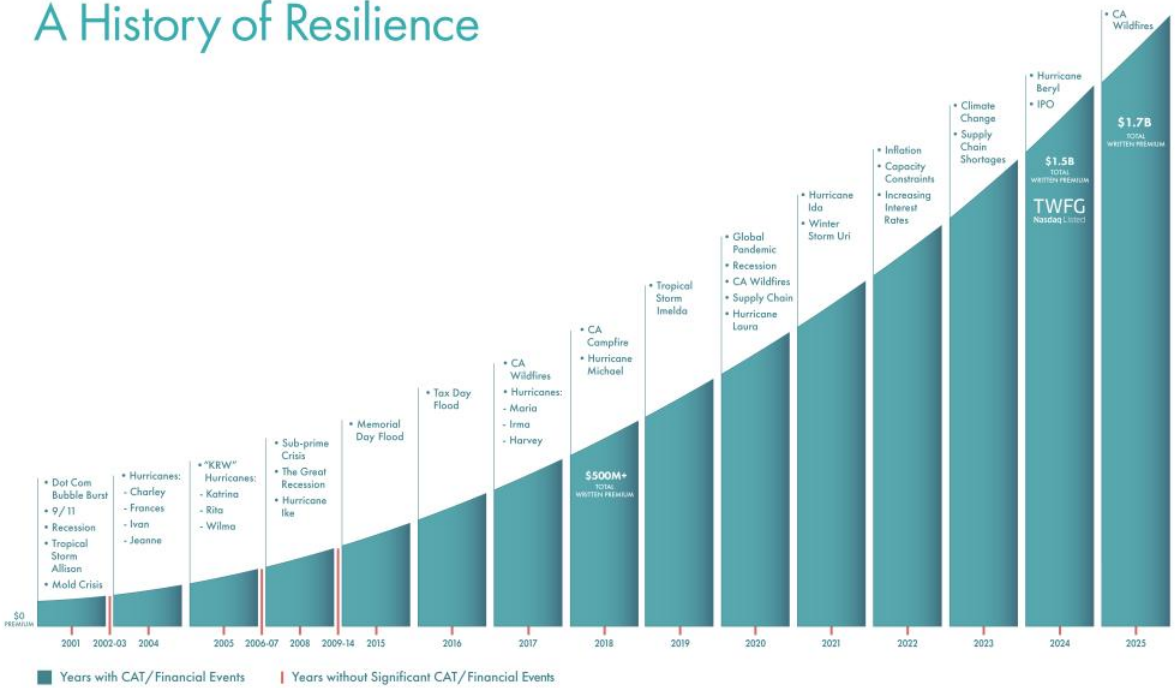 A History of Resilience
• Dot Com
Bubble Burst
• 9/11
• Recession
• Tropical
Storm
Allison
• Mold Crisis
• Hurricanes:
- Charley
- Frances
- Ivan
- Jeanne
• "KRW"
Hurricanes:
- Katrina
- Rita
- Wilma
• Sub-prime
Crisis
• The Great
Recession
• Hurricane
Ike
• Memorial
Day Flood
• Tax Day
Flood
• CA
Wildfires
• Hurricanes:
- Maria
- Irma
- Harvey
• CA
Campfire
• Hurricane
Michael
$500M+
TOTAL
WRITTEN PREMIUM
• Tropical
Storm
Imelda
• Global
Pandemic
• Recession
• CA Wildfires
• Supply Chain
• Hurricane
Laura
• Hurricane
Ida
• Winter
Storm Uri
• Inflation
• Capacity
Constraints
• Increasing
Interest
Rates
• Climate
Change
• Supply
Chain
Shortages
• Hurricane
Beryl
• IPO
$1.5B
TOTAL
WRITTEN PREMIUM
TWFG
Nasdaq Listed
• CA
Wildfires
$1.7B
TOTAL
WRITTEN PREMIUM
$0
PREMIUM
2001 2002-03 2004 2005 2006-07 2008 2009-14 2015 2016 2017 2018 2019 2020 2021 2022 2023 2024 2025
Years with CAT/Financial Events
Years without Significant CAT/Financial Events